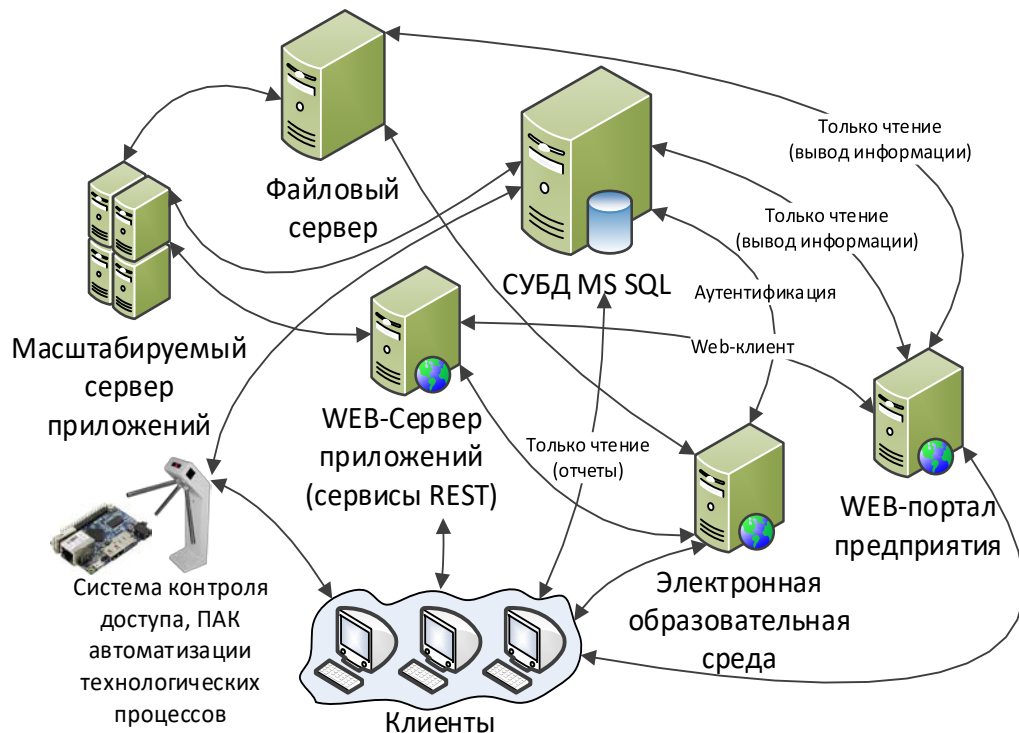 Только чтение
(вывод информации)
Файловый
сервер
Только чтение
(вывод информации)
СУБД MS SQL
Аутентификация
Масштабируемый
сервер
приложений
Web-клиент
WEB-Сервер
приложений
(сервисы REST)
Только чтение
(отчеты)
WEB-портал
предприятия
Система контроля
доступа, ПАК
автоматизации
технологических
процессов
Электронная
образовательная
среда
Клиенты